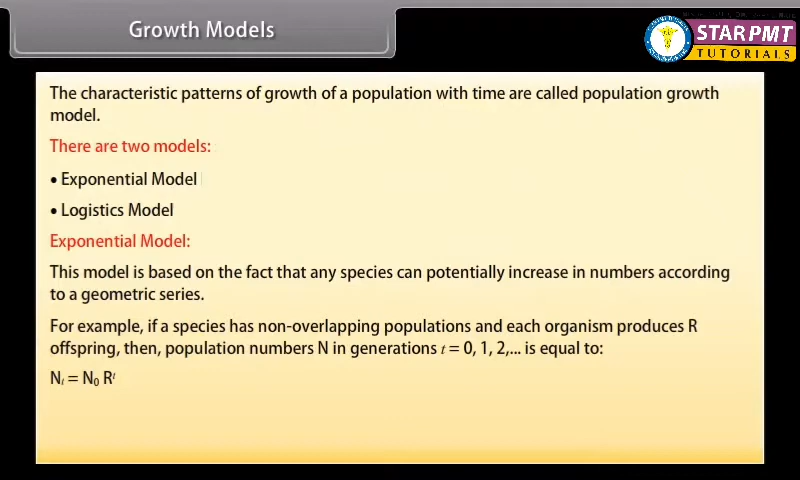 Growth Models
STAR PMT
TUTORIALS
The characteristic patterns of growth of a population with time are called population growth
model.
There are two models:
• Exponential Model
• Logistics Model
Exponential Model:
This model is based on the fact that any species can potentially increase in numbers according
to a geometric series.
For example, if a species has non-overlapping populations and each organism produces R
offspring, then, population numbers N in generations t = 0, 1, 2,... is equal to:
Nₜ = N₀ Rᵗ